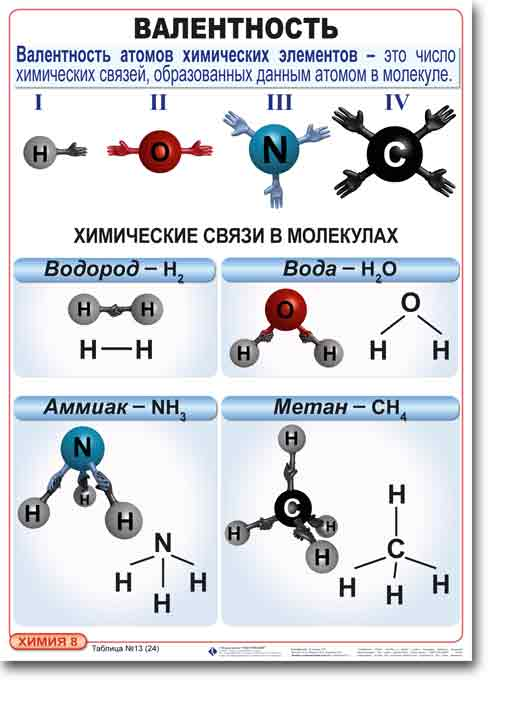 ВАЛЕНТНОСТЬ
Валентность атомов химических элементов – это число
химических связей, образованных данным атомом в молекуле.
I II III IV
H O N C
ХИМИЧЕСКИЕ СВЯЗИ В МОЛЕКУЛАХ
Водород – H₂
H H
H — H
Вода – H₂O
O
H H
O
H H
Аммиак – NH₃
N
H H H
N
H H H
Метан – CH₄
H
C
H H H
H
C
H H H
ХИМИЯ 8
Таблица №13 (24)